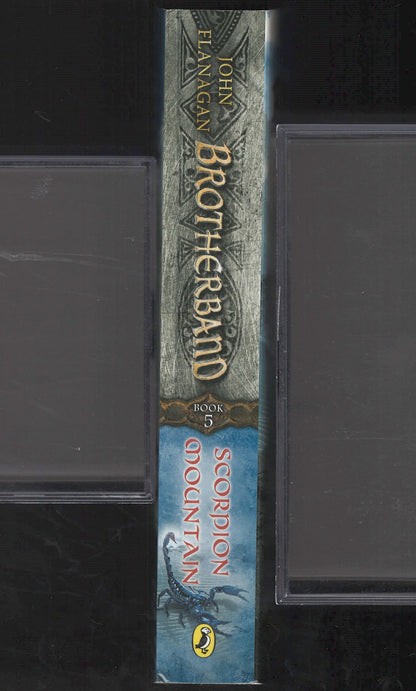 JOHN
FLANAGAN
BROTHERBAND
BOOK
5
SCORPION
MOUNTAIN